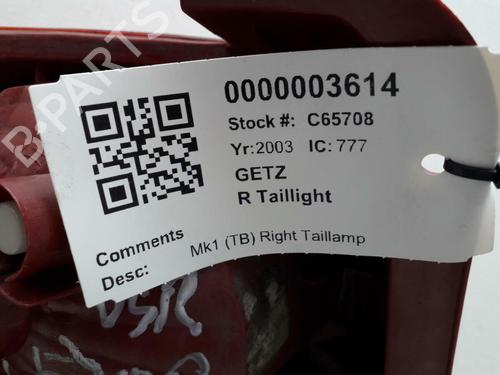 B-PARTS
0000003614
Stock #: C65708
Yr:2003 IC: 777
GETZ
R Taillight
Comments
Desc:
Mk1 (TB) Right Taillamp